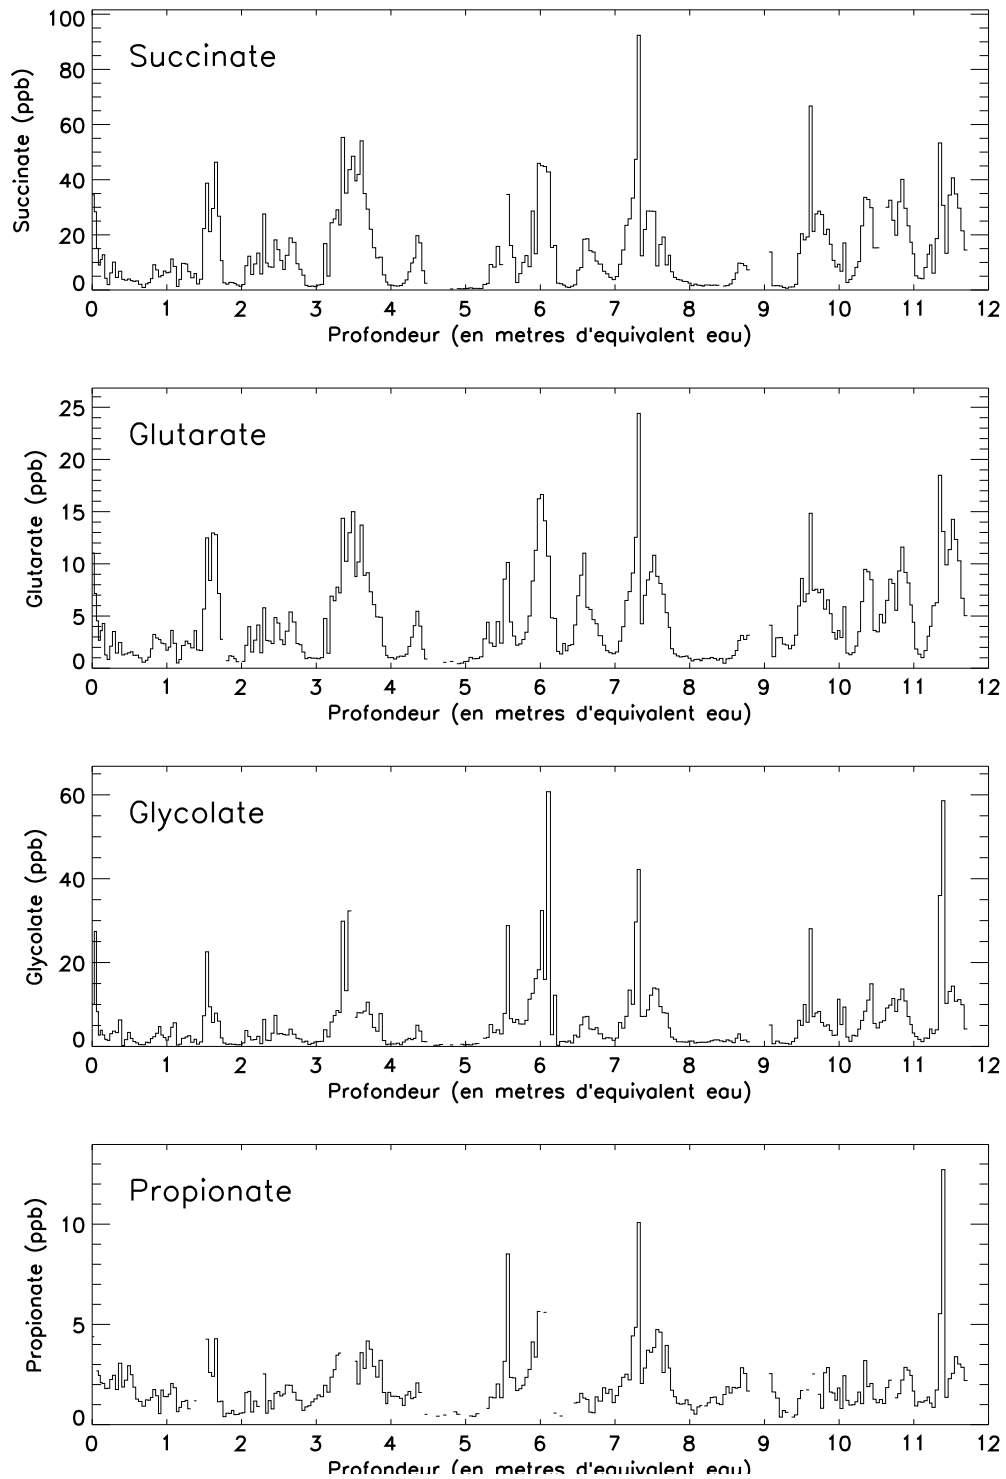 Succinate
Succinate (ppb)
100
80
60
40
20
0
0 1 2 3 4 5 6 7 8 9 10 11 12
Profondeur (en metres d'equivalent eau)
Glutarate
Glutarate (ppb)
25
20
15
10
5
0
0 1 2 3 4 5 6 7 8 9 10 11 12
Profondeur (en metres d'equivalent eau)
Glycolate
Glycolate (ppb)
60
40
20
0
0 1 2 3 4 5 6 7 8 9 10 11 12
Profondeur (en metres d'equivalent eau)
Propionate
Propionate (ppb)
10
5
0
0 1 2 3 4 5 6 7 8 9 10 11 12
Profondeur (en metres d'equivalent eau)